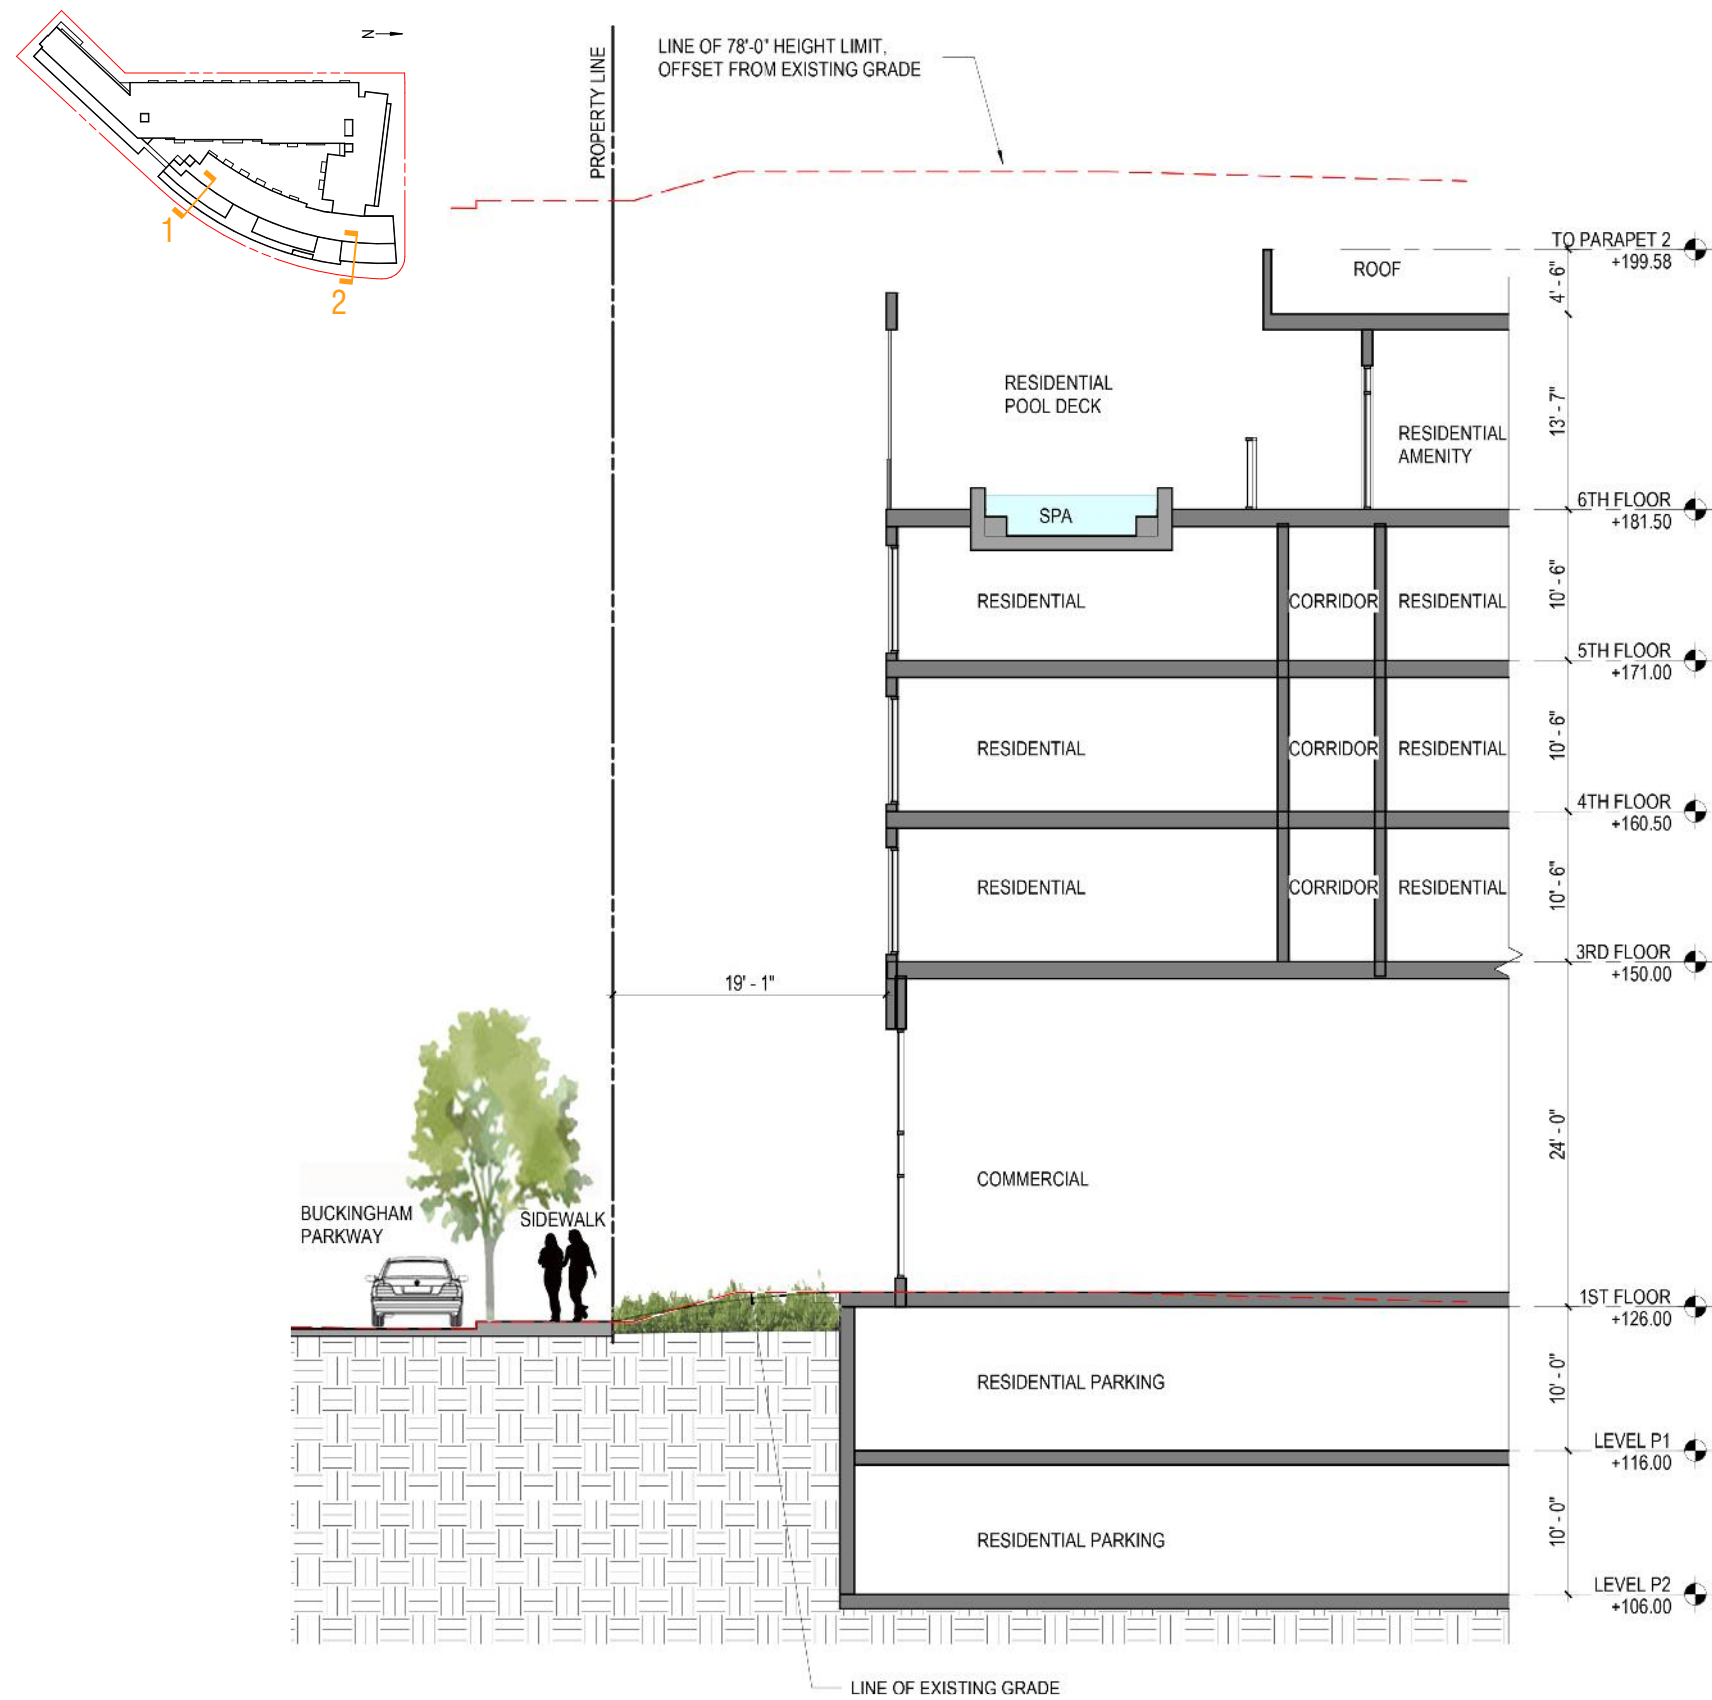 N
1
2
PROPERTY LINE
LINE OF 78'-0" HEIGHT LIMIT,
OFFSET FROM EXISTING GRADE
TO PARAPET 2
+199.58
ROOF
4' - 6"
RESIDENTIAL
POOL DECK
13' - 7"
RESIDENTIAL
AMENITY
6TH FLOOR
+181.50
SPA
10' - 6"
RESIDENTIAL
CORRIDOR
RESIDENTIAL
5TH FLOOR
+171.00
10' - 6"
RESIDENTIAL
CORRIDOR
RESIDENTIAL
4TH FLOOR
+160.50
10' - 6"
RESIDENTIAL
CORRIDOR
RESIDENTIAL
3RD FLOOR
+150.00
19' - 1"
24' - 0"
COMMERCIAL
BUCKINGHAM
PARKWAY
SIDEWALK
1ST FLOOR
+126.00
10' - 0"
RESIDENTIAL PARKING
LEVEL P1
+116.00
10' - 0"
RESIDENTIAL PARKING
LEVEL P2
+106.00
LINE OF EXISTING GRADE